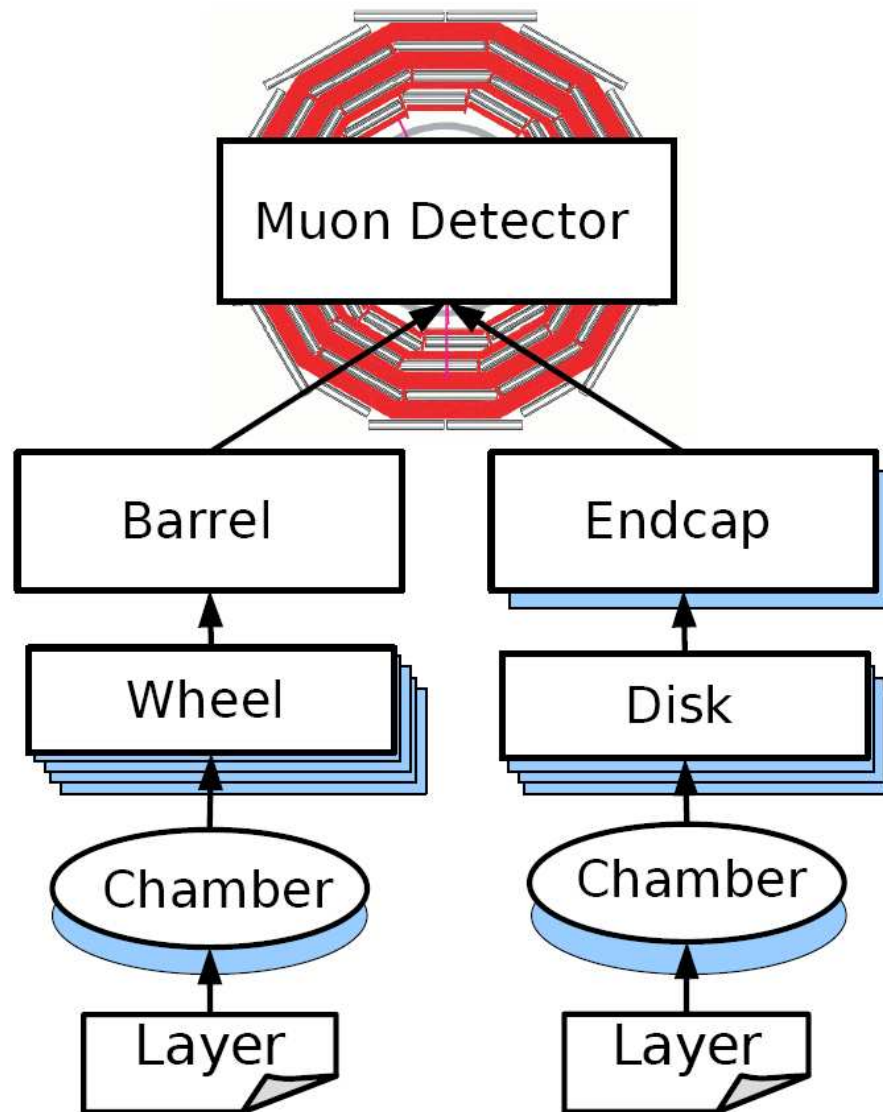 Muon Detector
Barrel
Endcap
Wheel
Disk
Chamber
Chamber
Layer
Layer